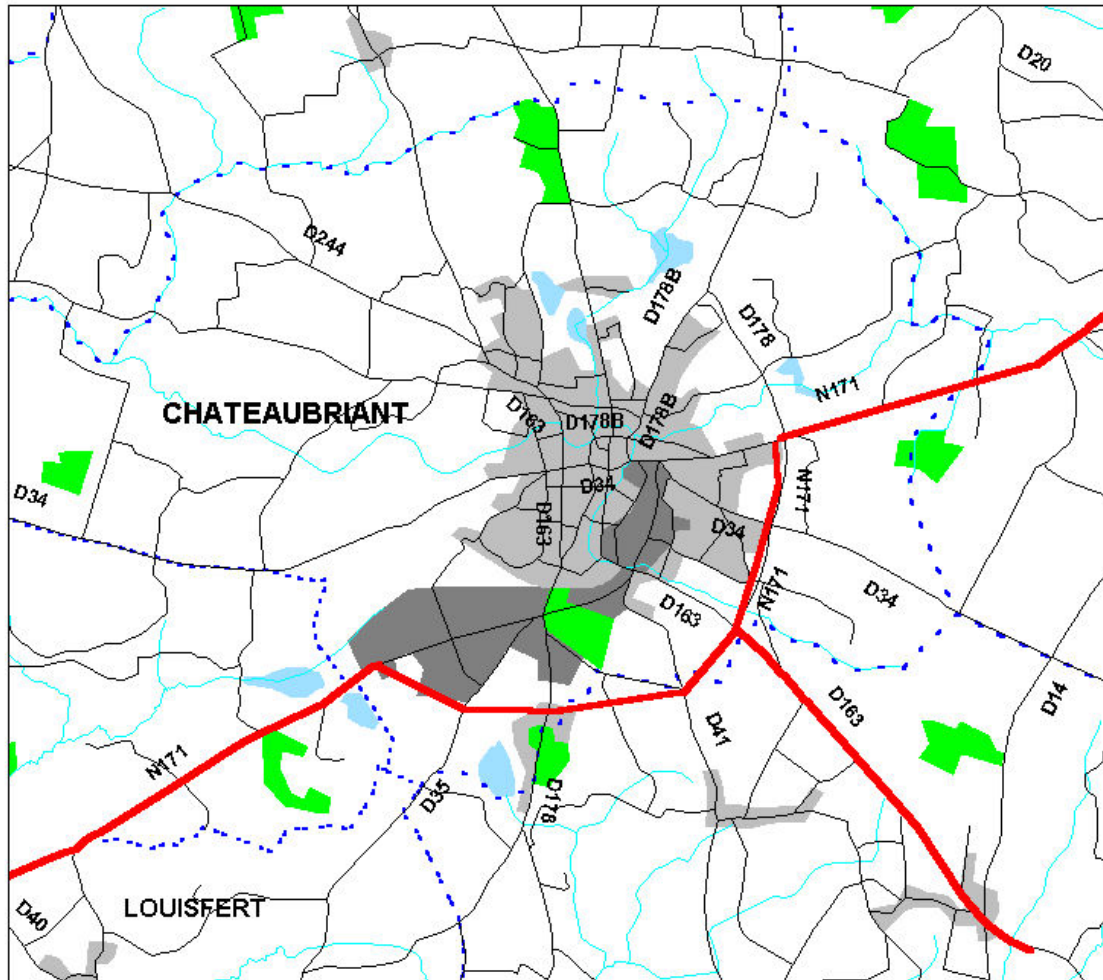 D20
D244
D178B
D178
N171
CHATEAUBRIANT
D163
D178B
D178B
D34
D34
N171
D163
D34
N171
D34
D163
D163
D14
D41
N171
D35
D178
D40
LOUISFERT